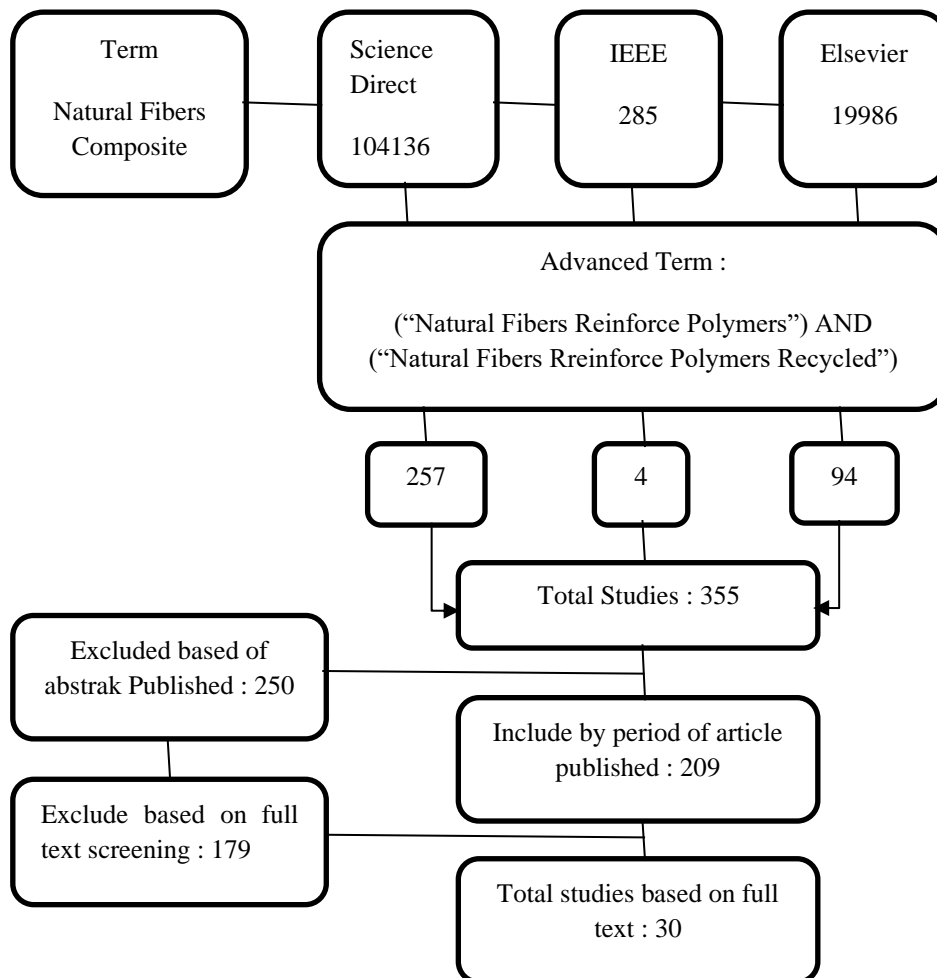 Term
Natural Fibers
Composite
Science
Direct
104136
IEEE
285
Elsevier
19986
Advanced Term :
(“Natural Fibers Reinforce Polymers”) AND
(“Natural Fibers Rreinforce Polymers Recycled”)
257
4
94
Total Studies : 355
Excluded based of
abstrak Published : 250
Include by period of article
published : 209
Exclude based on full
text screening : 179
Total studies based on full
text : 30